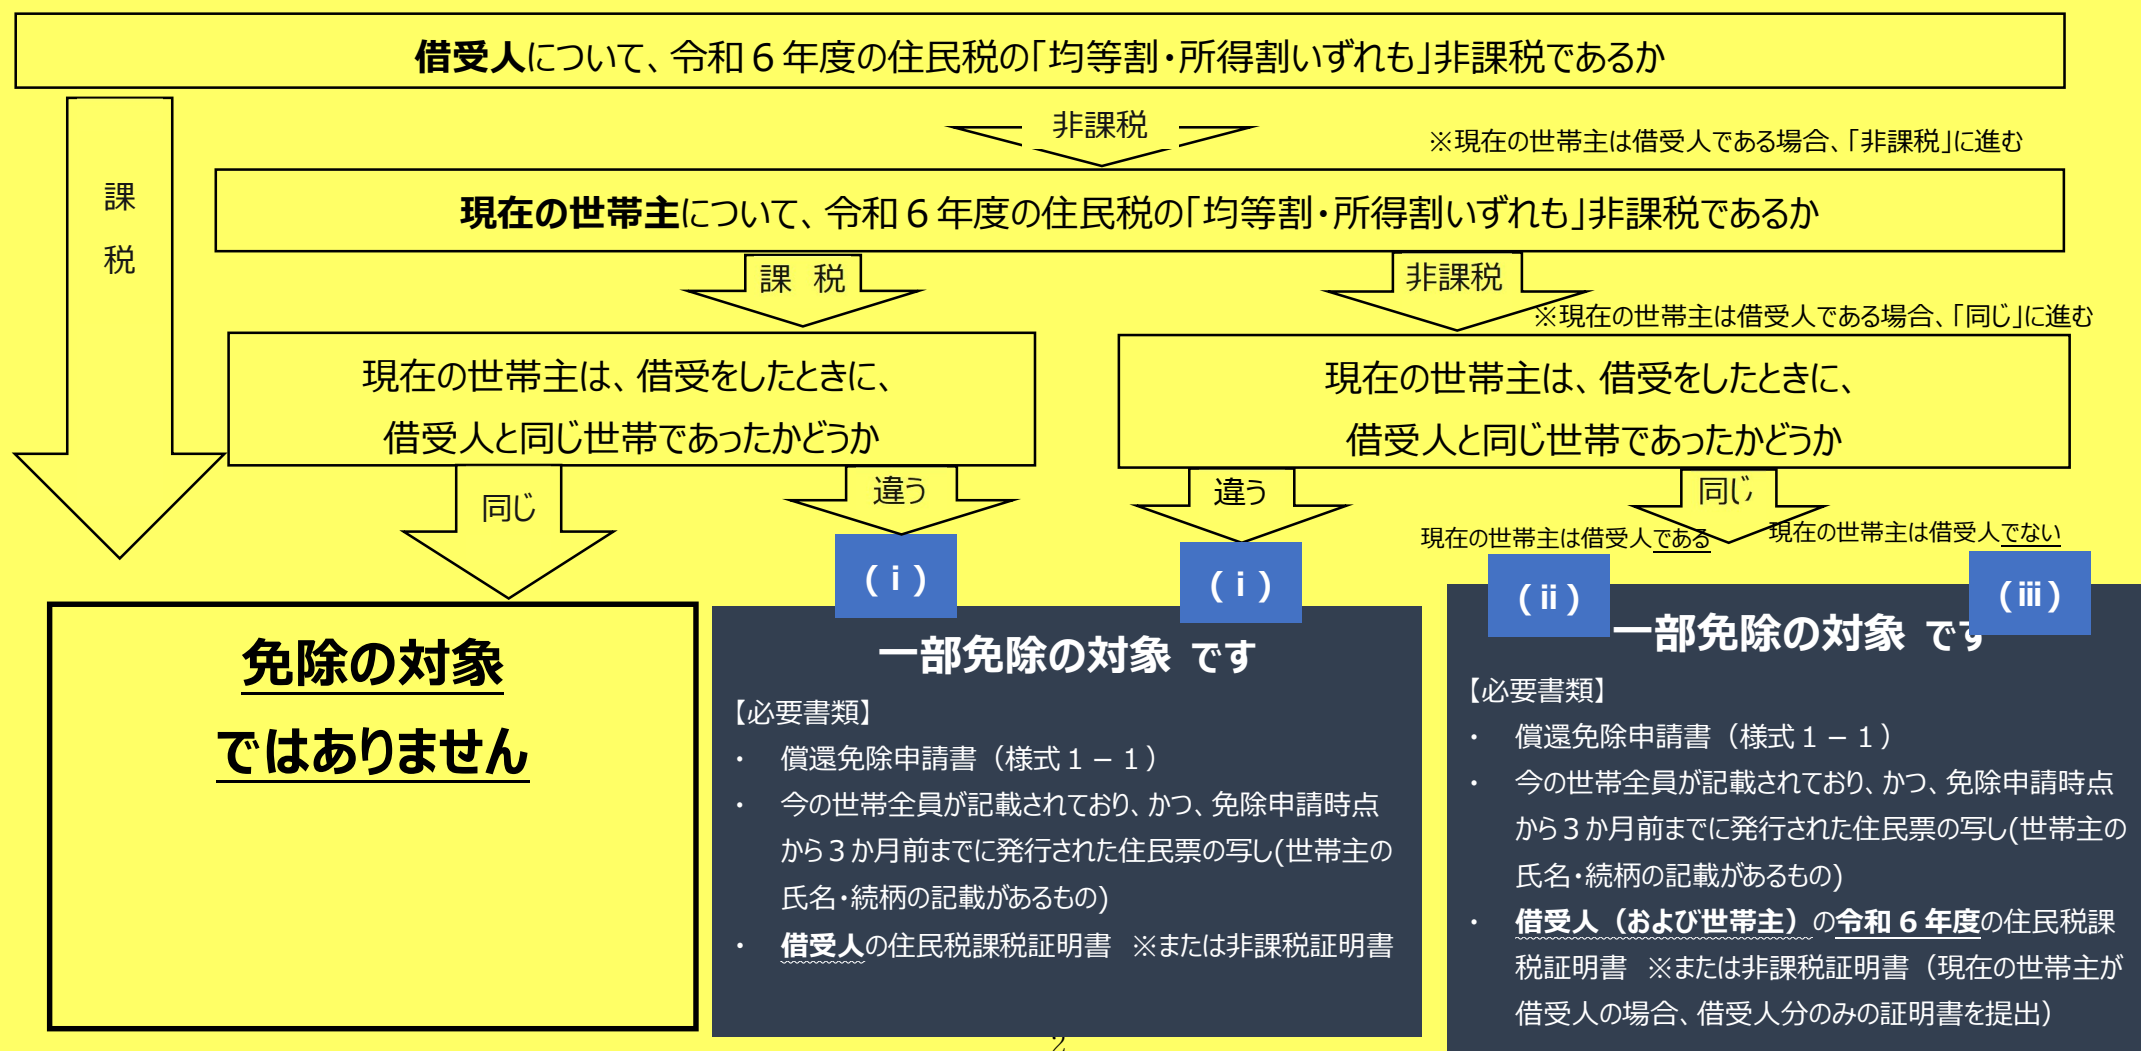 借受人について、令和６年度の住民税の「均等割・所得割いずれも」非課税であるか
課
税
非課税
※現在の世帯主は借受人である場合、「非課税」に進む
現在の世帯主について、令和６年度の住民税の「均等割・所得割いずれも」非課税であるか
課　税
非課税
※現在の世帯主は借受人である場合、「同じ」に進む
現在の世帯主は、借受をしたときに、
借受人と同じ世帯であったかどうか
現在の世帯主は、借受をしたときに、
借受人と同じ世帯であったかどうか
同じ
違う
違う
同じ
現在の世帯主は借受人である
現在の世帯主は借受人でない
免除の対象
ではありません
（ⅰ）
（ⅰ）
一部免除の対象 です
【必要書類】
・　償還免除申請書（様式１－１）
・　今の世帯全員が記載されており、かつ、免除申請時点
から３か月前までに発行された住民票の写し(世帯主の
氏名・続柄の記載があるもの)
・　借受人の住民税課税証明書　※または非課税証明書
（ⅱ）
（ⅲ）
一部免除の対象 です
【必要書類】
・　償還免除申請書（様式１－１）
・　今の世帯全員が記載されており、かつ、免除申請時点
から３か月前までに発行された住民票の写し(世帯主の
氏名・続柄の記載があるもの)
・　借受人（および世帯主）の令和６年度の住民税課
税証明書　※または非課税証明書（現在の世帯主が
借受人の場合、借受人分のみの証明書を提出）
2